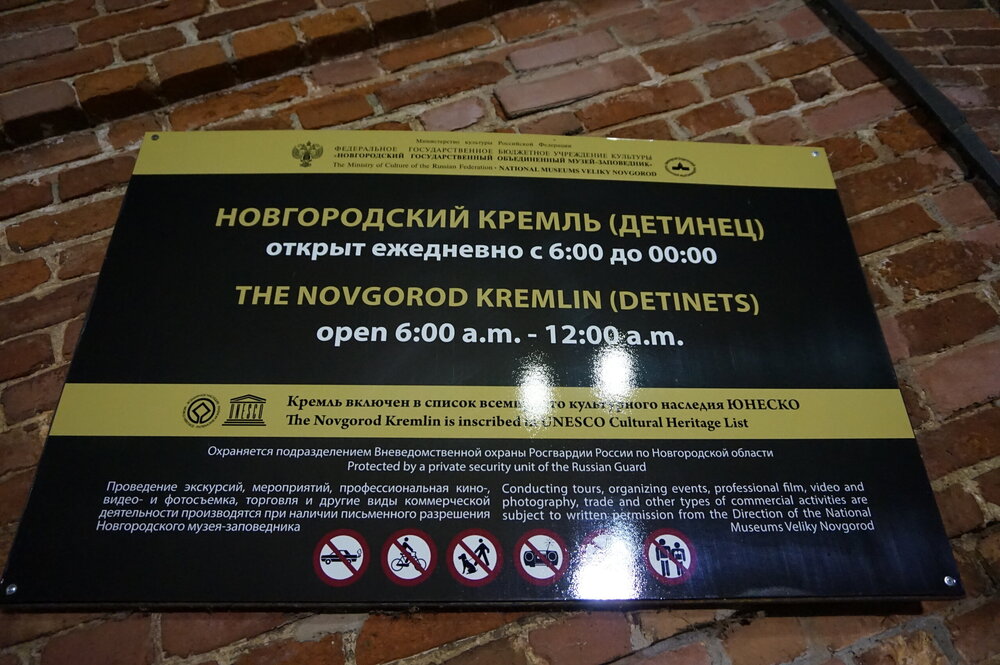 Министерство культуры Российской Федерации
ФЕДЕРАЛЬНОЕ ГОСУДАРСТВЕННОЕ БЮДЖЕТНОЕ УЧРЕЖДЕНИЕ КУЛЬТУРЫ
«НОВГОРОДСКИЙ ГОСУДАРСТВЕННЫЙ ОБЪЕДИНЕННЫЙ МУЗЕЙ-ЗАПОВЕДНИК»
The Ministry of Culture of the Russian Federation - NATIONAL MUSEUMS VELIKY NOVGOROD
НОВГОРОДСКИЙ КРЕМЛЬ (ДЕТИНЕЦ)
открыт ежедневно с 6:00 до 00:00
THE NOVGOROD KREMLIN (DETINETS)
open 6:00 a.m. - 12:00 a.m.
UNESCO
Кремль включен в список всемирного культурного наследия ЮНЕСКО
The Novgorod Kremlin is inscribed UNESCO Cultural Heritage List
Охраняется подразделением Вневедомственной охраны Росгвардии России по Новгородской области
Protected by a private security unit of the Russian Guard
Проведение экскурсий, мероприятий, профессиональная кино-,
видео- и фотосъемка, торговля и другие виды коммерческой
деятельности производятся при наличии письменного разрешения
Новгородского музея-заповедника
Conducting tours, organizing events, professional film, video and
photography, trade and other types of commercial activities are
subject to written permission from the Direction of the National
Museums Veliky Novgorod